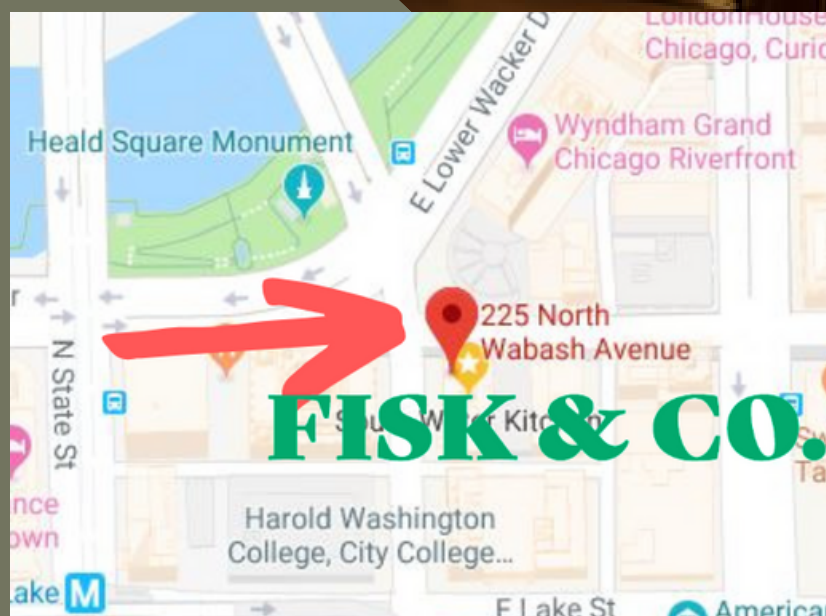 LondonHouse
Chicago, Curio
Heald Square Monument
E Lower Wacker D
Wyndham Grand
Chicago Riverfront
225 North
Wabash Avenue
N State St
FISK & CO.
Harold Washington
College, City College...
E Lake St
M